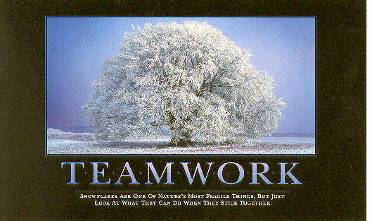 TEAMWORK
SNOWFLAKES ARE ONE OF NATURE'S MOST FRAGILE THINGS, BUT JUST
LOOK AT WHAT THEY CAN DO WHEN THEY STICK TOGETHER.